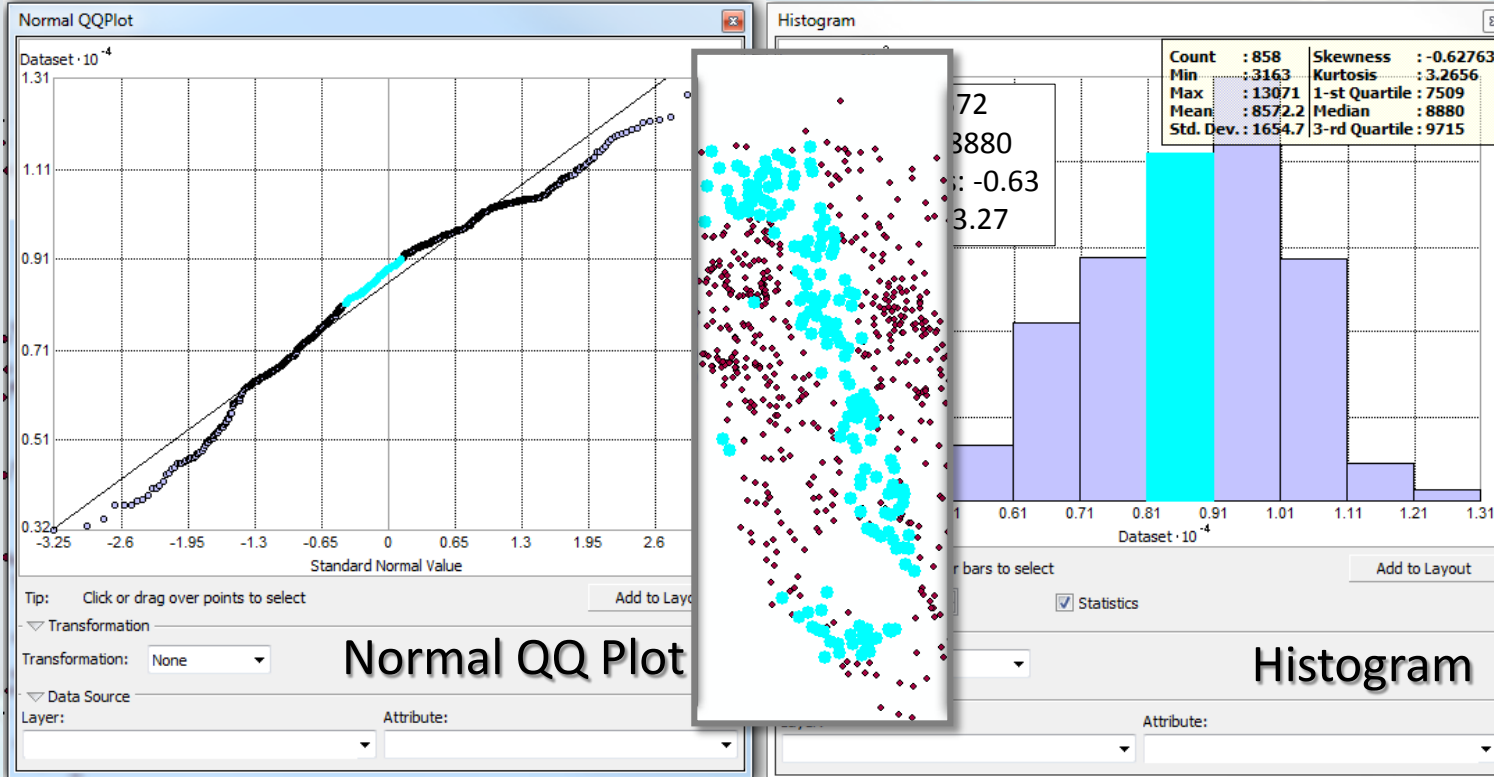 Normal QQPlot
Dataset · 10 -4
1.31
1.11
0.91
0.71
0.51
0.32
-3.25 -2.6 -1.95 -1.3 -0.65 0 0.65 1.3 1.95 2.6
Standard Normal Value
Tip: Click or drag over points to select
Add to
Transformation
Transformation: None
Normal QQ Plot
Data Source
Layer: Attribute:
Histogram
Count : 858 Skewness : -0.62763
Min : 3163 Kurtosis : 3.2656
Max : 13071 1-st Quartile : 7509
Mean : 8572.2 Median : 8880
Std. Dev. : 1654.7 3-rd Quartile : 9715
72
8880
: -0.63
3.27
0.61 0.71 0.81 0.91 1.01 1.11 1.21 1.31
Dataset · 10 -4
bars to select
Add to Layout
Statistics
Histogram
Attribute: